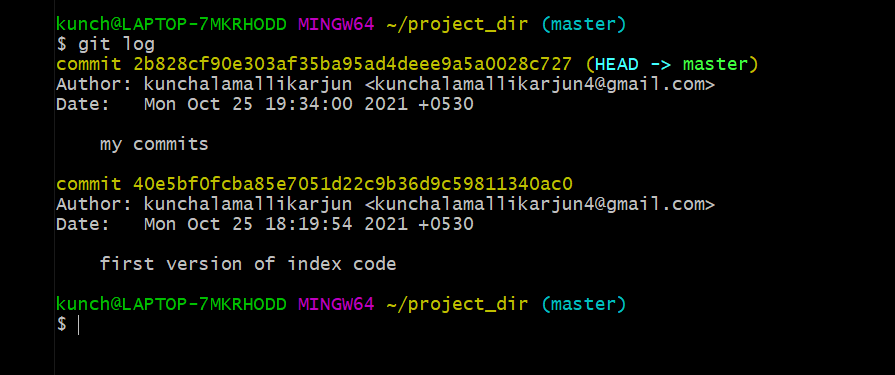 kunch@LAPTOP-7MKRHODD MINGW64 ~/project_dir (master)
$ git log
commit 2b828cf90e303af35ba95ad4deee9a5a0028c727 (HEAD -> master)
Author: kunchalamallikarjun <kunchalamallikarjun4@gmail.com>
Date:   Mon Oct 25 19:34:00 2021 +0530
    my commits
commit 40e5bf0fcba85e7051d22c9b36d9c59811340ac0
Author: kunchalamallikarjun <kunchalamallikarjun4@gmail.com>
Date:   Mon Oct 25 18:19:54 2021 +0530
    first version of index code
kunch@LAPTOP-7MKRHODD MINGW64 ~/project_dir (master)
$